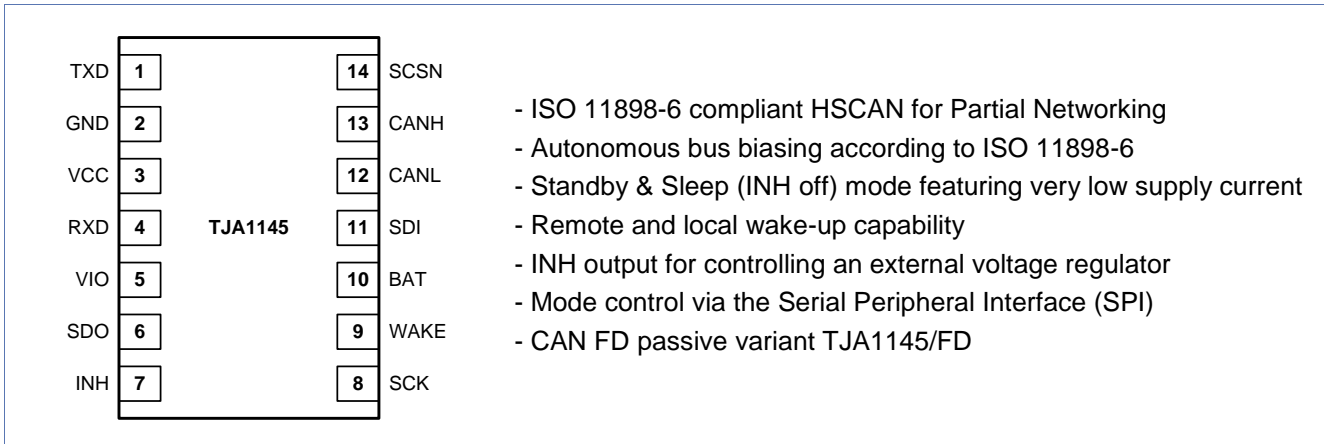 TXD 1 14 SCSN
GND 2 13 CANH
VCC 3 12 CANL
RXD 4 TJA1145 11 SDI
VIO 5 10 BAT
SDO 6 9 WAKE
INH 7 8 SCK
- ISO 11898-6 compliant HSCAN for Partial Networking
- Autonomous bus biasing according to ISO 11898-6
- Standby & Sleep (INH off) mode featuring very low supply current
- Remote and local wake-up capability
- INH output for controlling an external voltage regulator
- Mode control via the Serial Peripheral Interface (SPI)
- CAN FD passive variant TJA1145/FD